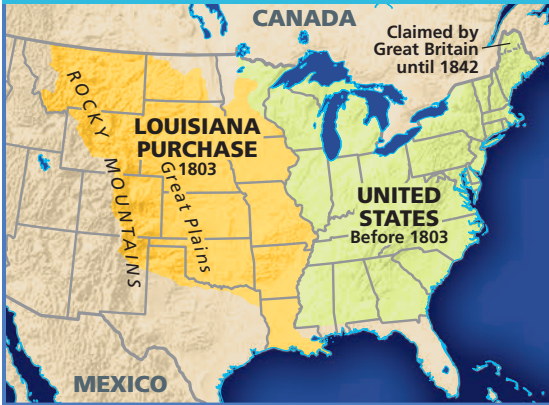 CANADA
Claimed by
Great Britain
until 1842
ROCKY MOUNTAINS
LOUISIANA
PURCHASE
1803
Great Plains
UNITED
STATES
Before 1803
MEXICO